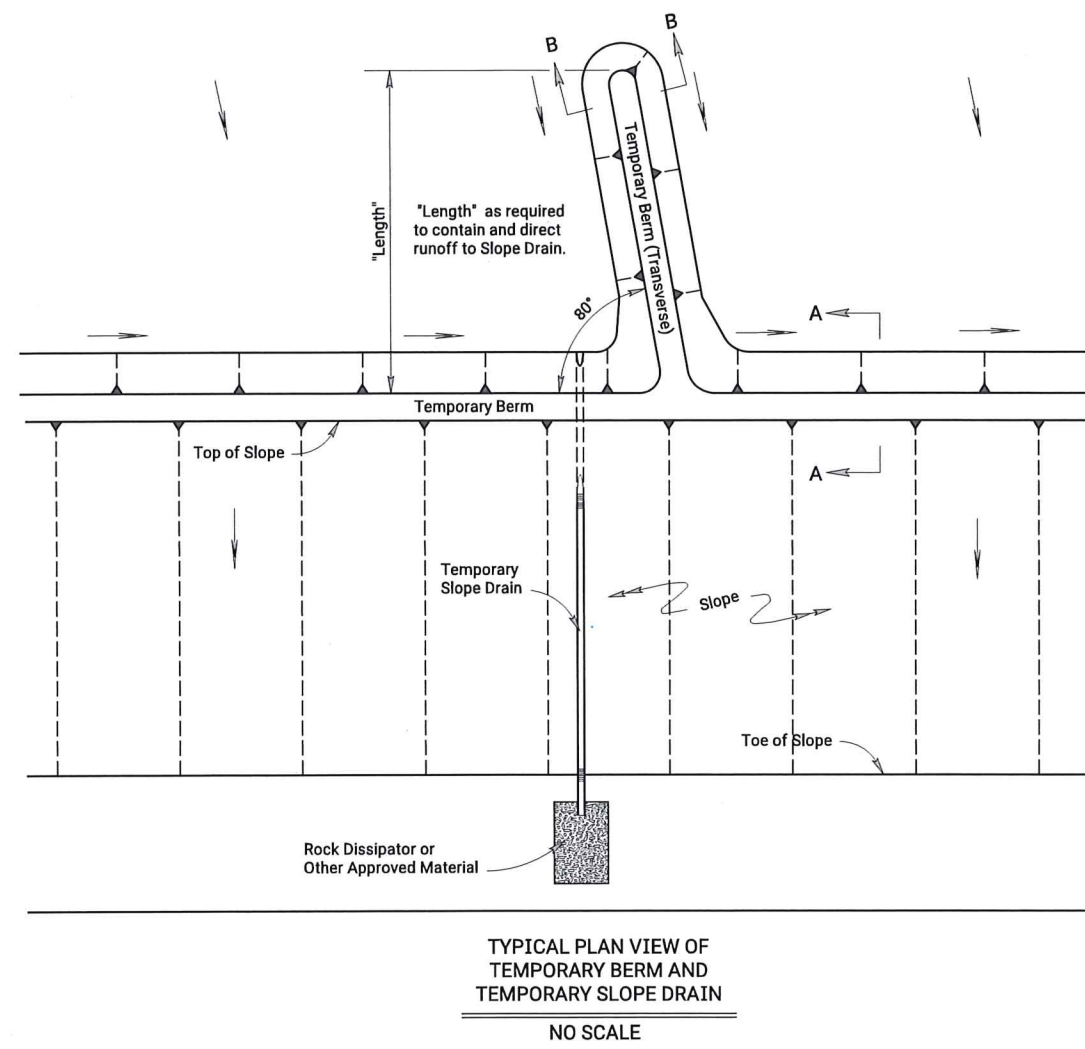 B
B
"Length"
"Length" as required
to contain and direct
runoff to Slope Drain.
Temporary Berm (Transverse)
80°
A
Temporary Berm
Top of Slope
A
Temporary
Slope Drain
Slope
Toe of Slope
Rock Dissipator or
Other Approved Material
TYPICAL PLAN VIEW OF
TEMPORARY BERM AND
TEMPORARY SLOPE DRAIN
NO SCALE